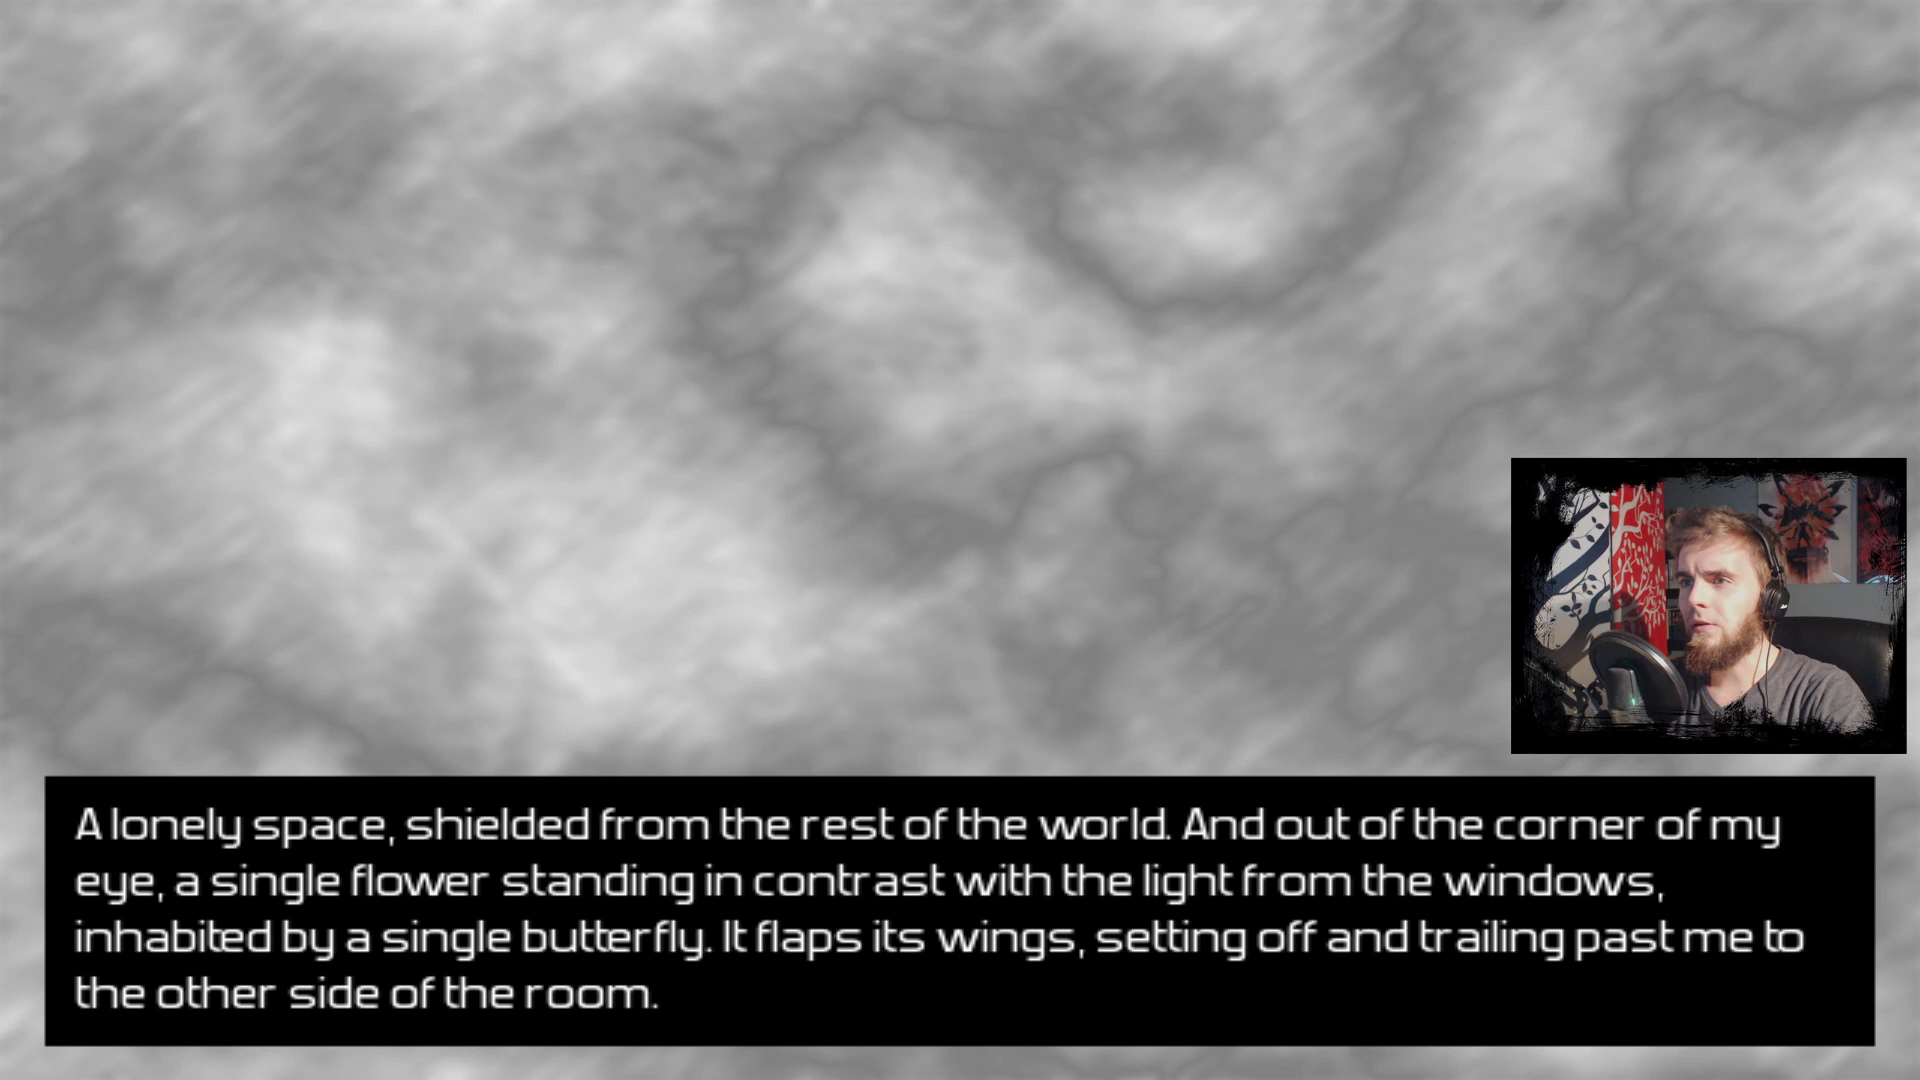 A lonely space, shielded from the rest of the world. And out of the corner of my
eye, a single flower standing in contrast with the light from the windows,
inhabited by a single butterfly. It flaps its wings, setting off and trailing past me to
the other side of the room.